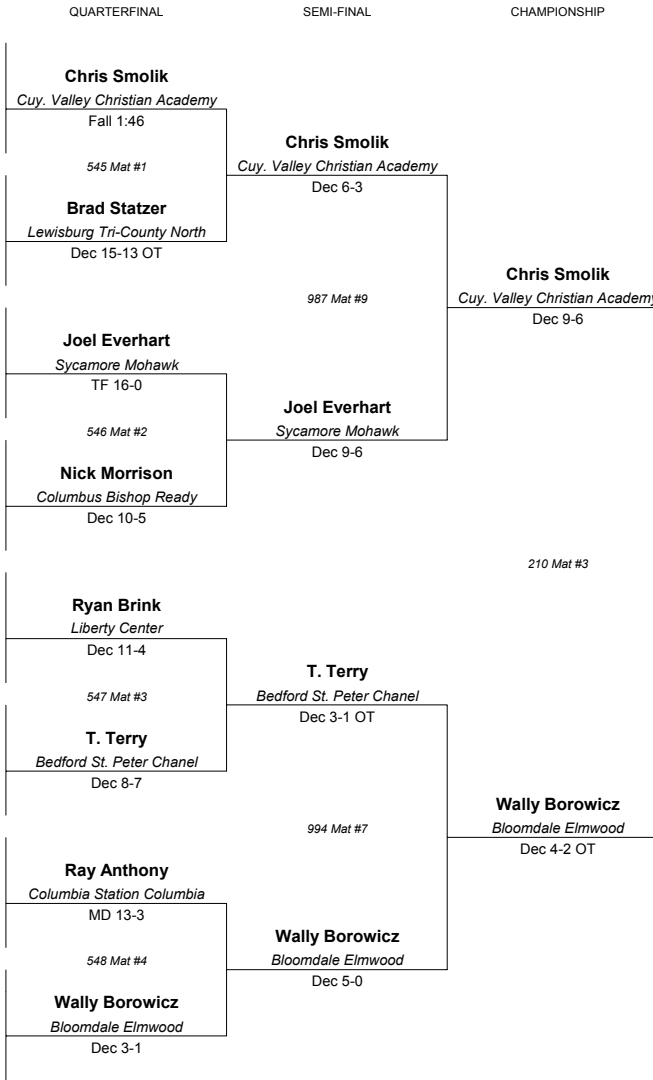 QUARTERFINAL SEMI-FINAL CHAMPIONSHIP
Chris Smolik
Cuy. Valley Christian Academy
Fall 1:46
Chris Smolik
545 Mat #1
Cuy. Valley Christian Academy
Dec 6-3
Brad Statzer
Lewisburg Tri-County North
Dec 15-13 OT
Chris Smolik
987 Mat #9
Cuy. Valley Christian Academy
Dec 9-6
Joel Everhart
Sycamore Mohawk
TF 16-0
Joel Everhart
546 Mat #2
Sycamore Mohawk
Dec 9-6
Nick Morrison
Columbus Bishop Ready
Dec 10-5
210 Mat #3
Ryan Brink
Liberty Center
Dec 11-4
T. Terry
547 Mat #3
Bedford St. Peter Chanel
Dec 3-1 OT
T. Terry
Bedford St. Peter Chanel
Dec 8-7
Wally Borowicz
994 Mat #7
Bloomdale Elmwood
Dec 4-2 OT
Ray Anthony
Columbia Station Columbia
MD 13-3
Wally Borowicz
548 Mat #4
Bloomdale Elmwood
Dec 5-0
Wally Borowicz
Bloomdale Elmwood
Dec 3-1